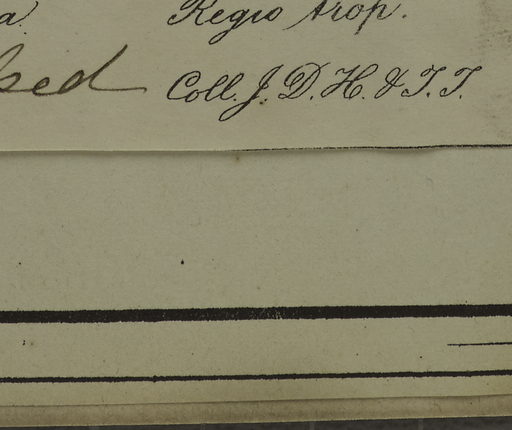 Regio trop.
Coll. J. D. H. & T. T.